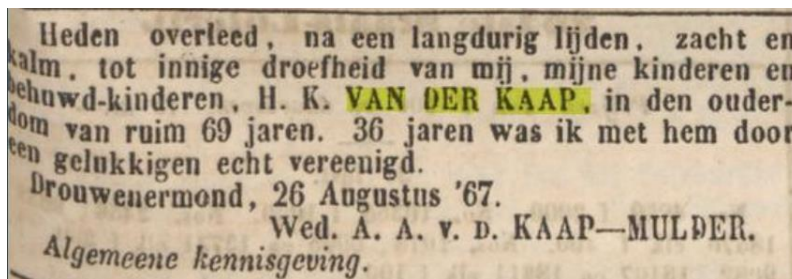 Heden overleed, na een langdurig lijden, zacht en
kalm, tot innige droefheid van mij, mijne kinderen en
behuwd-kinderen, H. K. VAN DER KAAP, in den ouder-
dom van ruim 69 jaren. 36 jaren was ik met hem door
een gelukkigen echt vereenigd.
Drouwenermond, 26 Augustus '67.
Wed. A. A. v. D. KAAP—MULDER.
Algemeene kennisgeving.